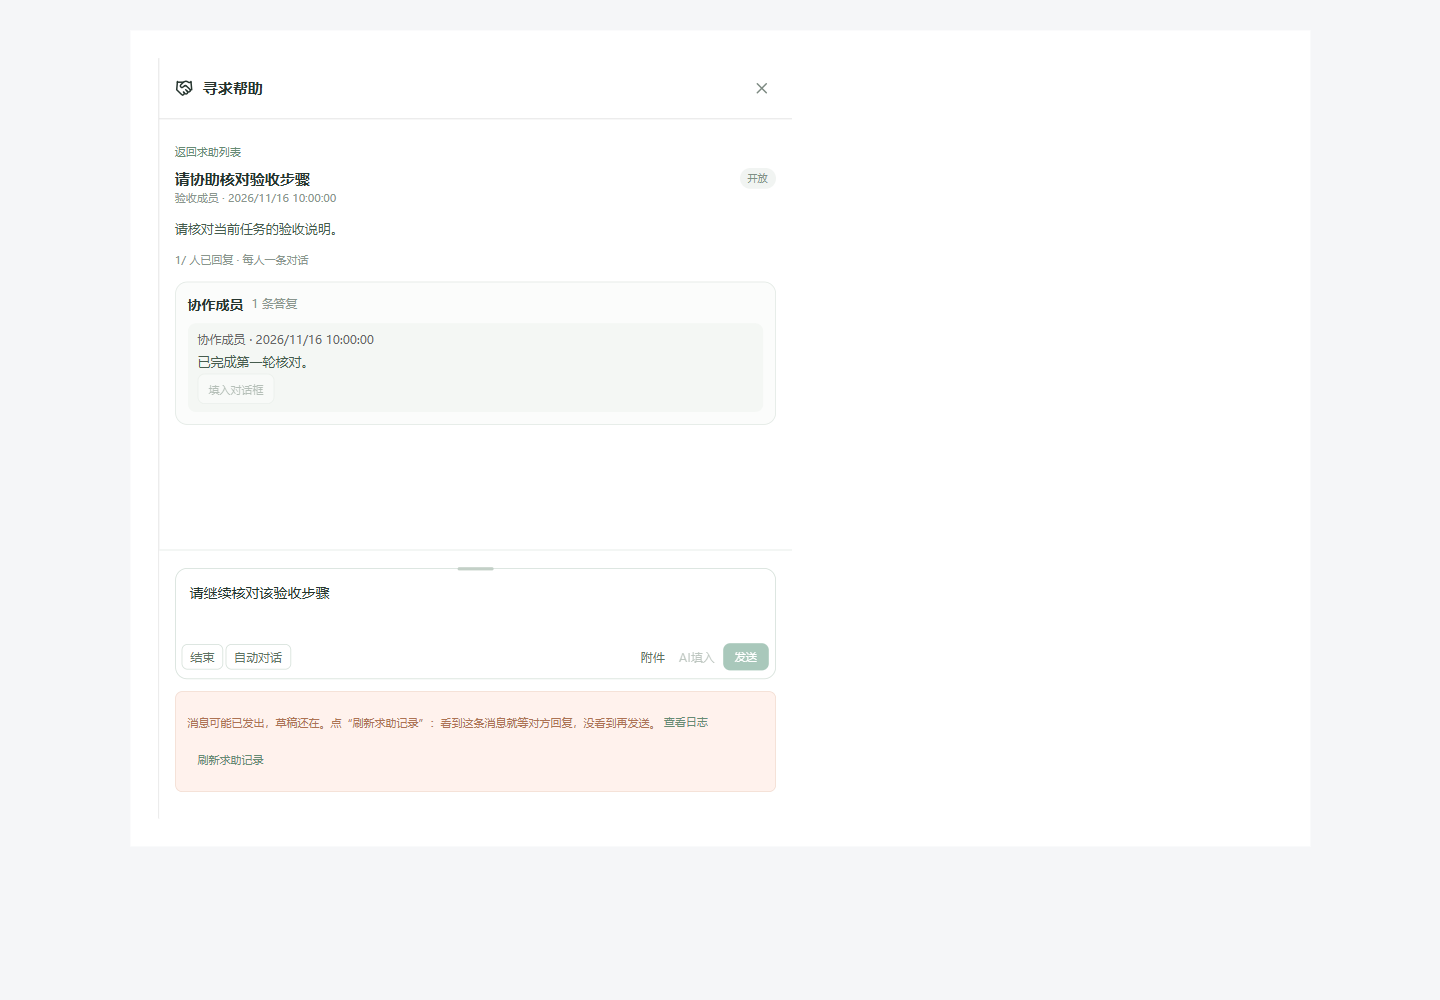 寻求帮助
返回求助列表
请协助核对验收步骤
开放
验收成员 · 2026/11/16 10:00:00
请核对当前任务的验收说明。
1/ 人已回复 · 每人一条对话
协作成员 1 条答复
协作成员 · 2026/11/16 10:00:00
已完成第一轮核对。
填入对话框
请继续核对该验收步骤
结束 自动对话 附件 AI填入 发送
消息可能已发出，草稿还在。点“刷新求助记录”：看到这条消息就等对方回复，没看到再发送。 查看日志
刷新求助记录